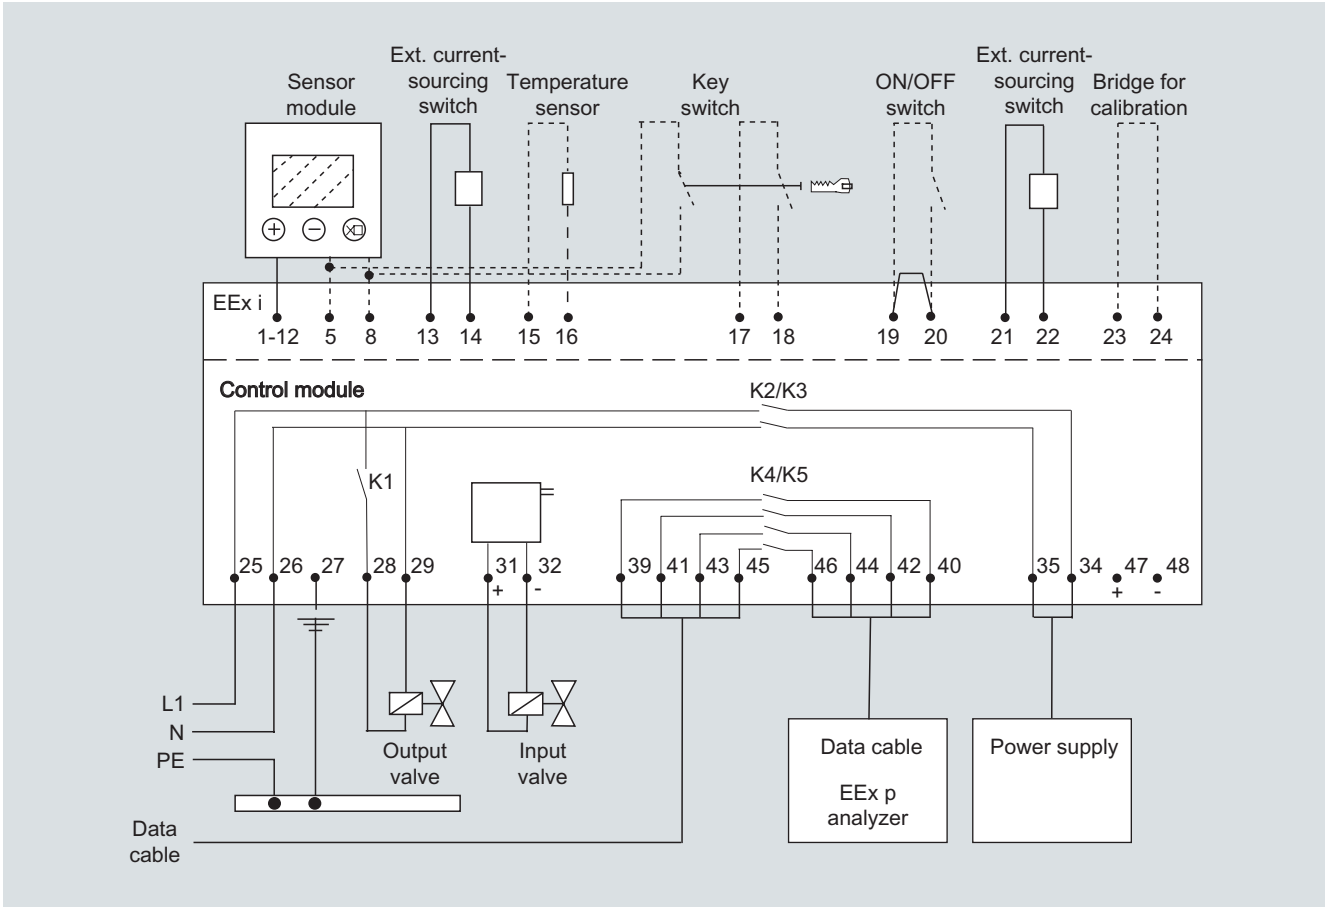 Sensor
module
Ext. current-
sourcing
switch
Temperature
sensor
Key
switch
ON/OFF
switch
Ext. current-
sourcing
switch
Bridge for
calibration
+ − X
EEx i
1-12 5 8 13 14 15 16 17 18 19 20 21 22 23 24
Control module
K2/K3
K1
K4/K5
25 26 27 28 29 31 32 39 41 43 45 46 44 42 40 35 34 47 48
+ - + -
L1
N
PE
Output
valve
Input
valve
Data cable
EEx p
analyzer
Power supply
Data
cable